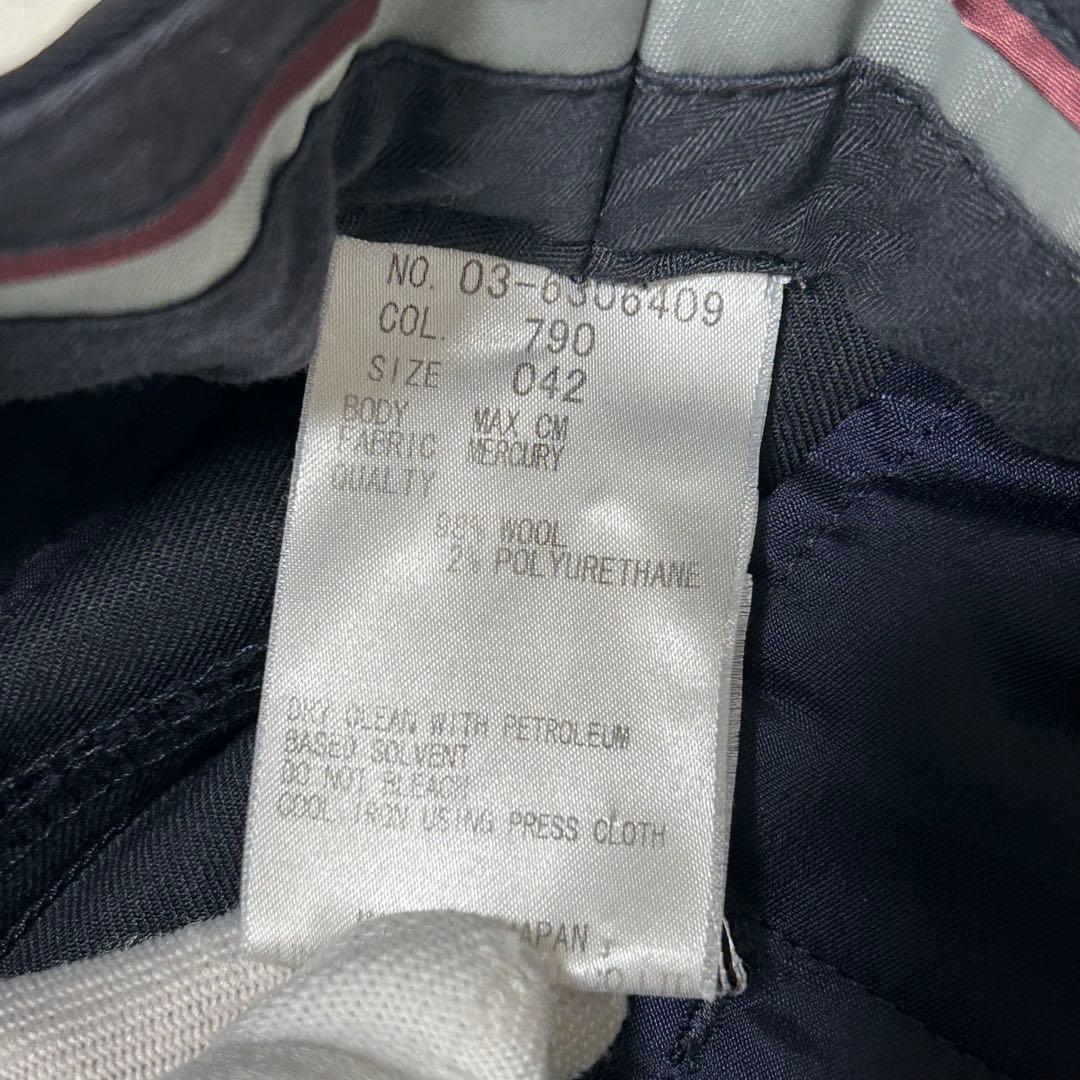 NO. 03-6306409
COL. 790
SIZE 042
BODY MAX CM
FABRIC MERCURY
QUALTY
98% WOOL
2% POLYURETHANE
DRY CLEAN WITH PETROLEUM
BASED SOLVENT
DO NOT BLEACH
COOL IRON USING PRESS CLOTH
JAPAN